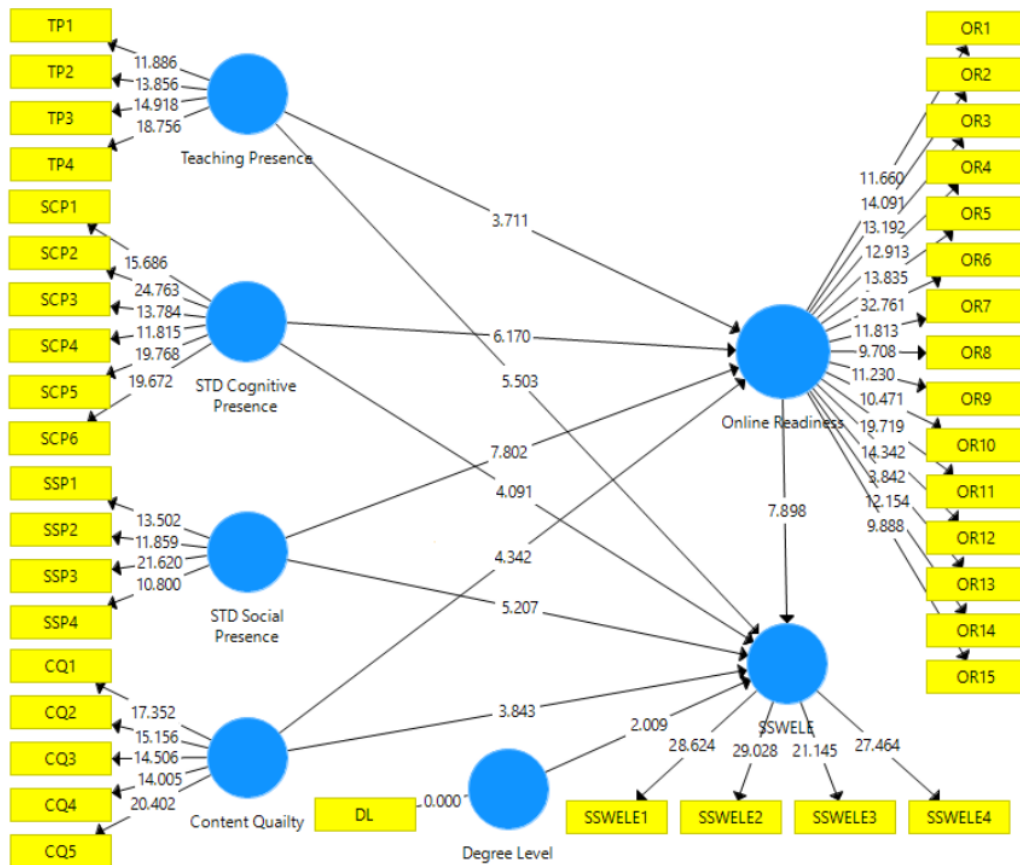 TP1
TP2
TP3
TP4
11.886
13.856
14.918
18.756
Teaching Presence
SCP1
SCP2
SCP3
SCP4
SCP5
SCP6
15.686
24.763
13.784
11.815
19.768
19.672
STD Cognitive
Presence
SSP1
SSP2
SSP3
SSP4
13.502
11.859
21.620
10.800
STD Social
Presence
CQ1
CQ2
CQ3
CQ4
CQ5
17.352
15.156
14.506
14.005
20.402
Content Quailty
3.711
6.170
5.503
7.802
4.091
4.342
5.207
3.843
2.009
7.898
DL
0.000
Degree Level
Online Readiness
11.660
14.091
13.192
12.913
13.835
32.761
11.813
9.708
11.230
10.471
19.719
14.342
3.842
12.154
9.888
OR1
OR2
OR3
OR4
OR5
OR6
OR7
OR8
OR9
OR10
OR11
OR12
OR13
OR14
OR15
SSWELE
28.624
29.028
21.145
27.464
SSWELE1
SSWELE2
SSWELE3
SSWELE4